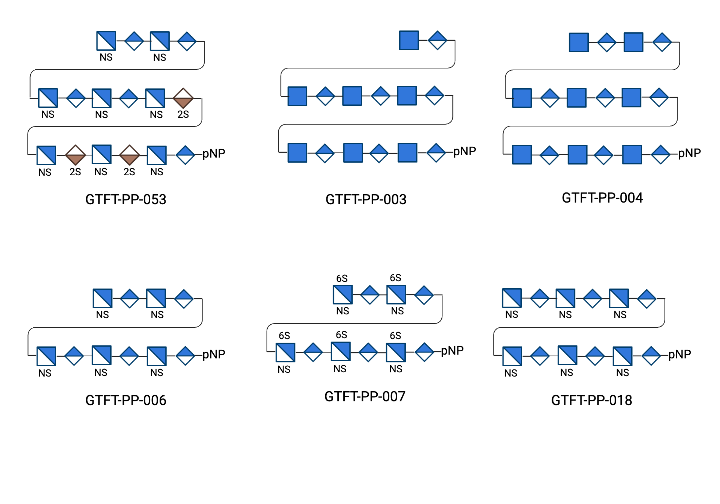 NS NS
NS NS NS 2S
pNP
NS 2S NS 2S NS
GTFT-PP-053
pNP
GTFT-PP-003
pNP
GTFT-PP-004
NS NS
pNP
NS NS NS
GTFT-PP-006
6S 6S
NS NS
6S 6S 6S
pNP
NS NS NS
GTFT-PP-007
NS NS NS
pNP
NS NS NS
GTFT-PP-018